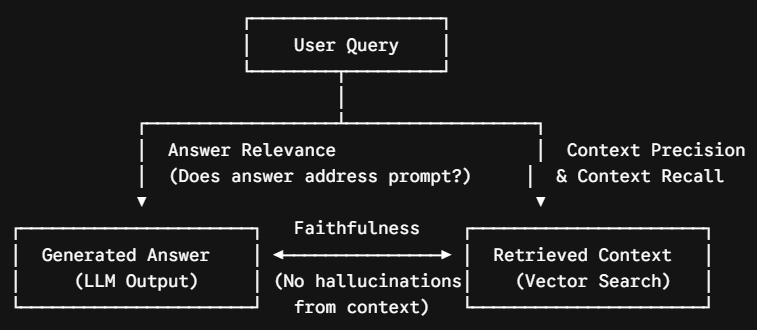 User Query
Answer Relevance
Context Precision
(Does answer address prompt?)
& Context Recall
Faithfulness
Generated Answer
Retrieved Context
(LLM Output)
(No hallucinations
(Vector Search)
from context)